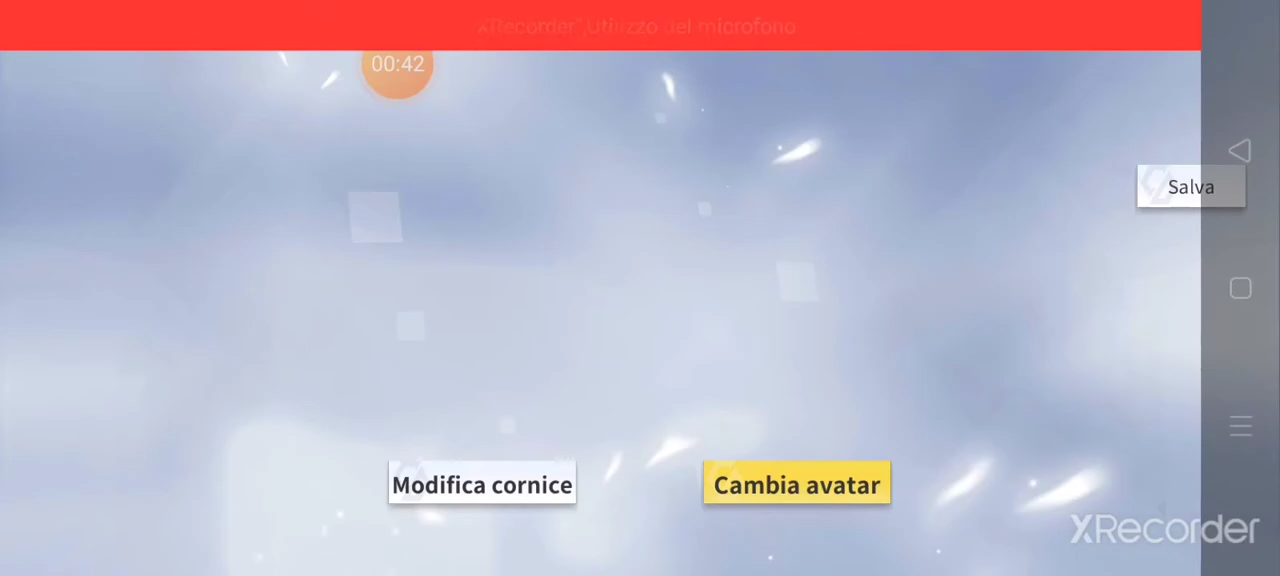 XRecorder",Utilizzo del microfono
00:42
Salva
Modifica cornice
Cambia avatar
XRecorder